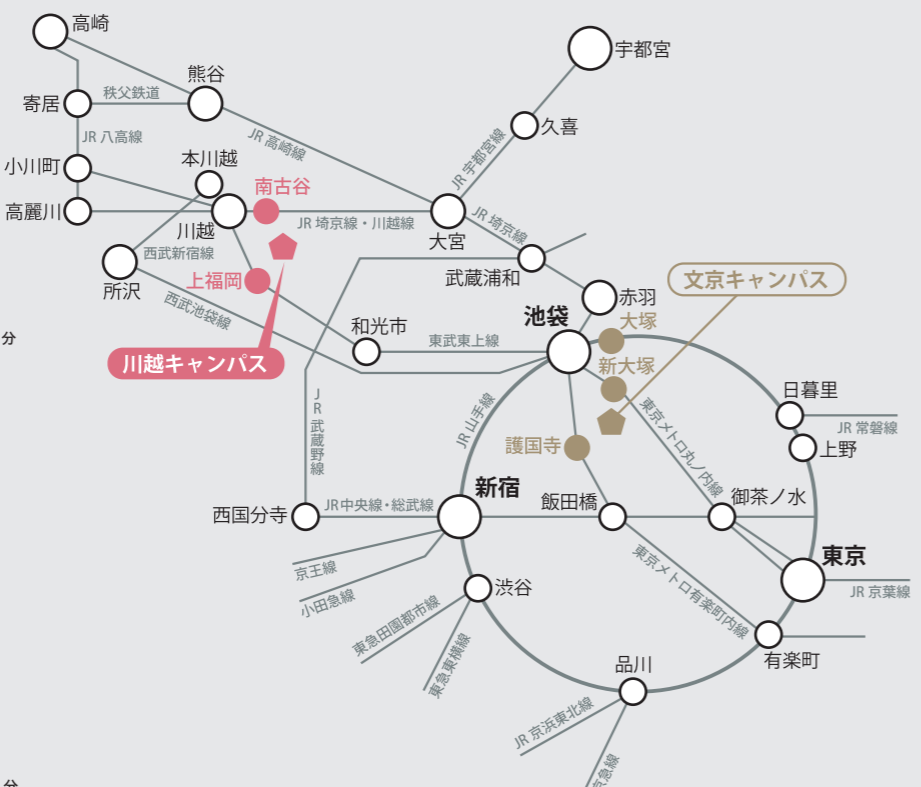 高崎
宇都宮
熊谷
寄居
秩父鉄道
久喜
JR 八高線
JR 高崎線
JR 宇都宮線
小川町
本川越
南古谷
高麗川
川越
JR 埼京線・川越線
大宮
JR 埼京線
西武新宿線
武蔵浦和
所沢
上福岡
文京キャンパス
西武池袋線
赤羽
池袋
大塚
和光市
東武東上線
分
新大塚
川越キャンパス
日暮里
JR 武蔵野線
JR 山手線
東京メトロ丸ノ内線
JR 常磐線
護国寺
上野
新宿
西国分寺
JR中央線・総武線
飯田橋
御茶ノ水
京王線
東京
小田急線
渋谷
東京メトロ有楽町内線
JR 京葉線
東急田園都市線
東急東横線
有楽町
品川
JR 京浜東北線
京急線
分